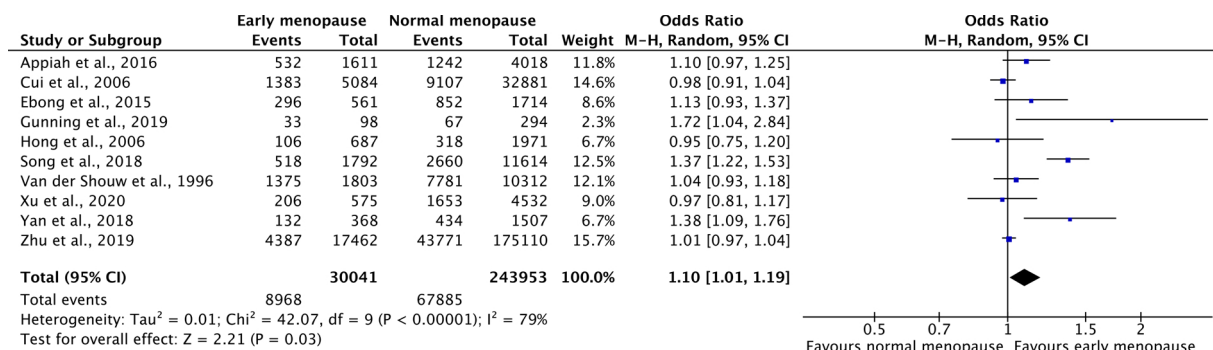 Early menopause Normal menopause Odds Ratio Odds Ratio
Study or Subgroup Events Total Events Total Weight M-H, Random, 95% CI M-H, Random, 95% CI
Appiah et al., 2016 532 1611 1242 4018 11.8% 1.10 [0.97, 1.25]
Cui et al., 2006 1383 5084 9107 32881 14.6% 0.98 [0.91, 1.04]
Ebong et al., 2015 296 561 852 1714 8.6% 1.13 [0.93, 1.37]
Gunning et al., 2019 33 98 67 294 2.3% 1.72 [1.04, 2.84]
Hong et al., 2006 106 687 318 1971 6.7% 0.95 [0.75, 1.20]
Song et al., 2018 518 1792 2660 11614 12.5% 1.37 [1.22, 1.53]
Van der Shouw et al., 1996 1375 1803 7781 10312 12.1% 1.04 [0.93, 1.18]
Xu et al., 2020 206 575 1653 4532 9.0% 0.97 [0.81, 1.17]
Yan et al., 2018 132 368 434 1507 6.7% 1.38 [1.09, 1.76]
Zhu et al., 2019 4387 17462 43771 175110 15.7% 1.01 [0.97, 1.04]
Total (95% CI) 30041 243953 100.0% 1.10 [1.01, 1.19]
Total events 8968 67885
Heterogeneity: Tau² = 0.01; Chi² = 42.07, df = 9 (P < 0.00001); I² = 79%
Test for overall effect: Z = 2.21 (P = 0.03)
0.5 0.7 1 1.5 2
Favours normal menopause Favours early menopause